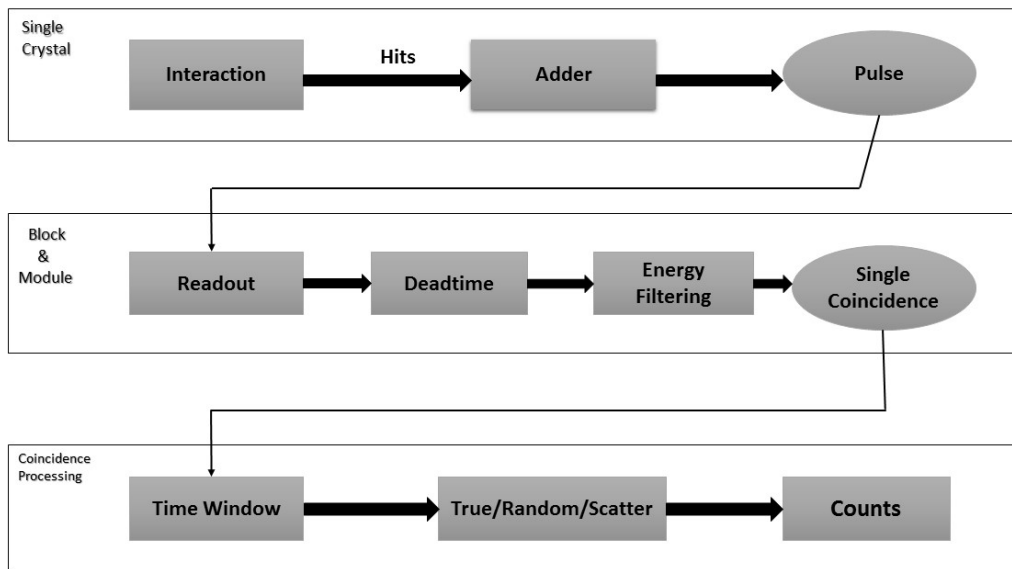 Single
Crystal
Interaction
Hits
Adder
Pulse
Block
&
Module
Readout
Deadtime
Energy
Filtering
Single
Coincidence
Coincidence
Processing
Time Window
True/Random/Scatter
Counts